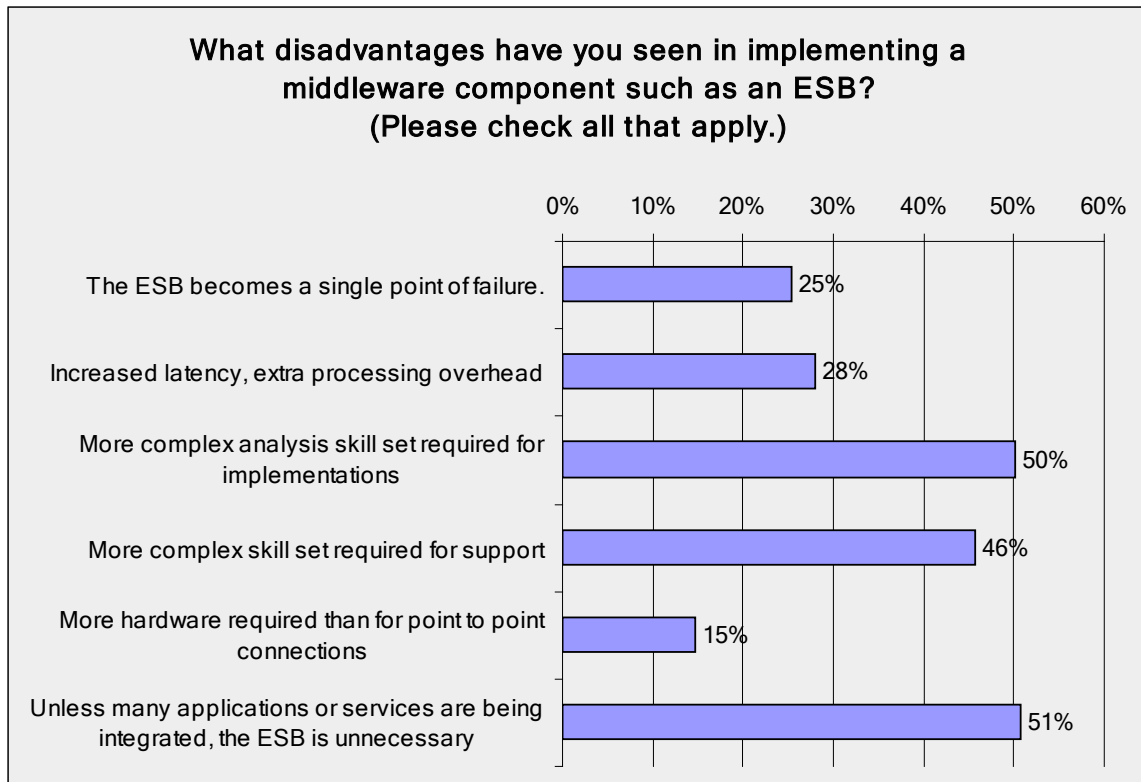 What disadvantages have you seen in implementing a
middleware component such as an ESB?
(Please check all that apply.)
0% 10% 20% 30% 40% 50% 60%
The ESB becomes a single point of failure.
25%
Increased latency, extra processing overhead
28%
More complex analysis skill set required for
implementations
50%
More complex skill set required for support
46%
More hardware required than for point to point
connections
15%
Unless many applications or services are being
integrated, the ESB is unnecessary
51%